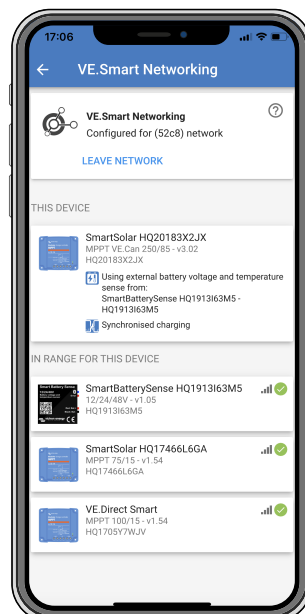 17:06
VE.Smart Networking
VE.Smart Networking
Configured for (52c8) network
LEAVE NETWORK
THIS DEVICE
SmartSolar HQ20183X2JX
MPPT VE.Can 250/85 - v3.02
HQ20183X2JX
Using external battery voltage and temperature
sense from:
SmartBatterySense HQ1913I63M5 -
HQ1913I63M5
Synchronised charging
IN RANGE FOR THIS DEVICE
Smart Battery Sense
SmartBatterySense HQ1913I63M5
12/24/48V - v1.05
HQ1913I63M5
SmartSolar HQ17466L6GA
MPPT 75/15 - v1.54
HQ17466L6GA
VE.Direct Smart
MPPT 100/15 - v1.54
HQ1705Y7WJV